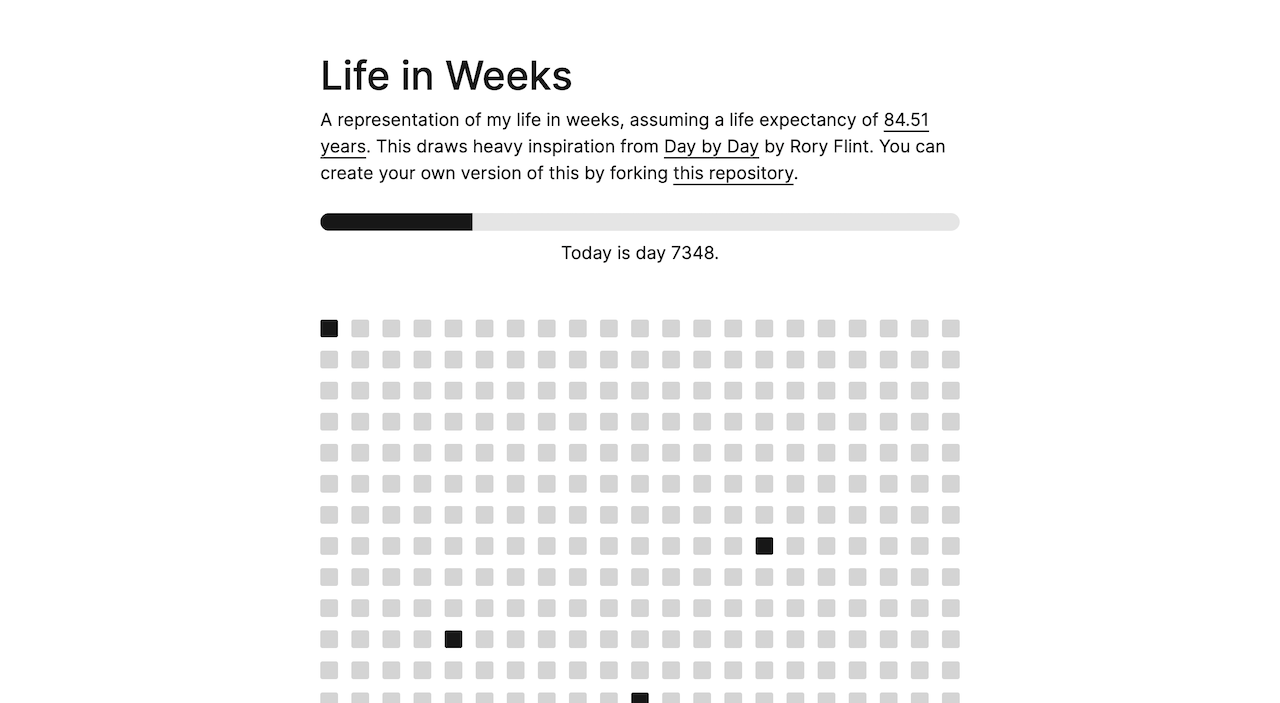 Life in Weeks
A representation of my life in weeks, assuming a life expectancy of 84.51
years. This draws heavy inspiration from Day by Day by Rory Flint. You can
create your own version of this by forking this repository.
Today is day 7348.